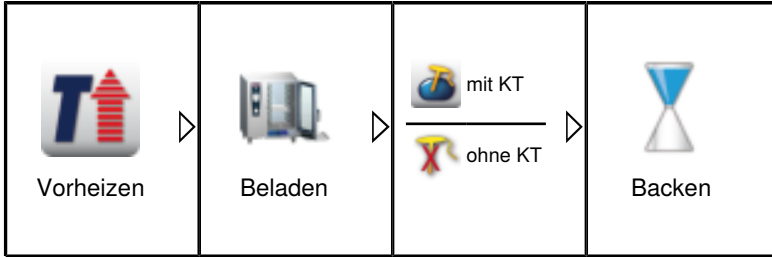 T
Vorheizen
Beladen
mit KT
ohne KT
Backen